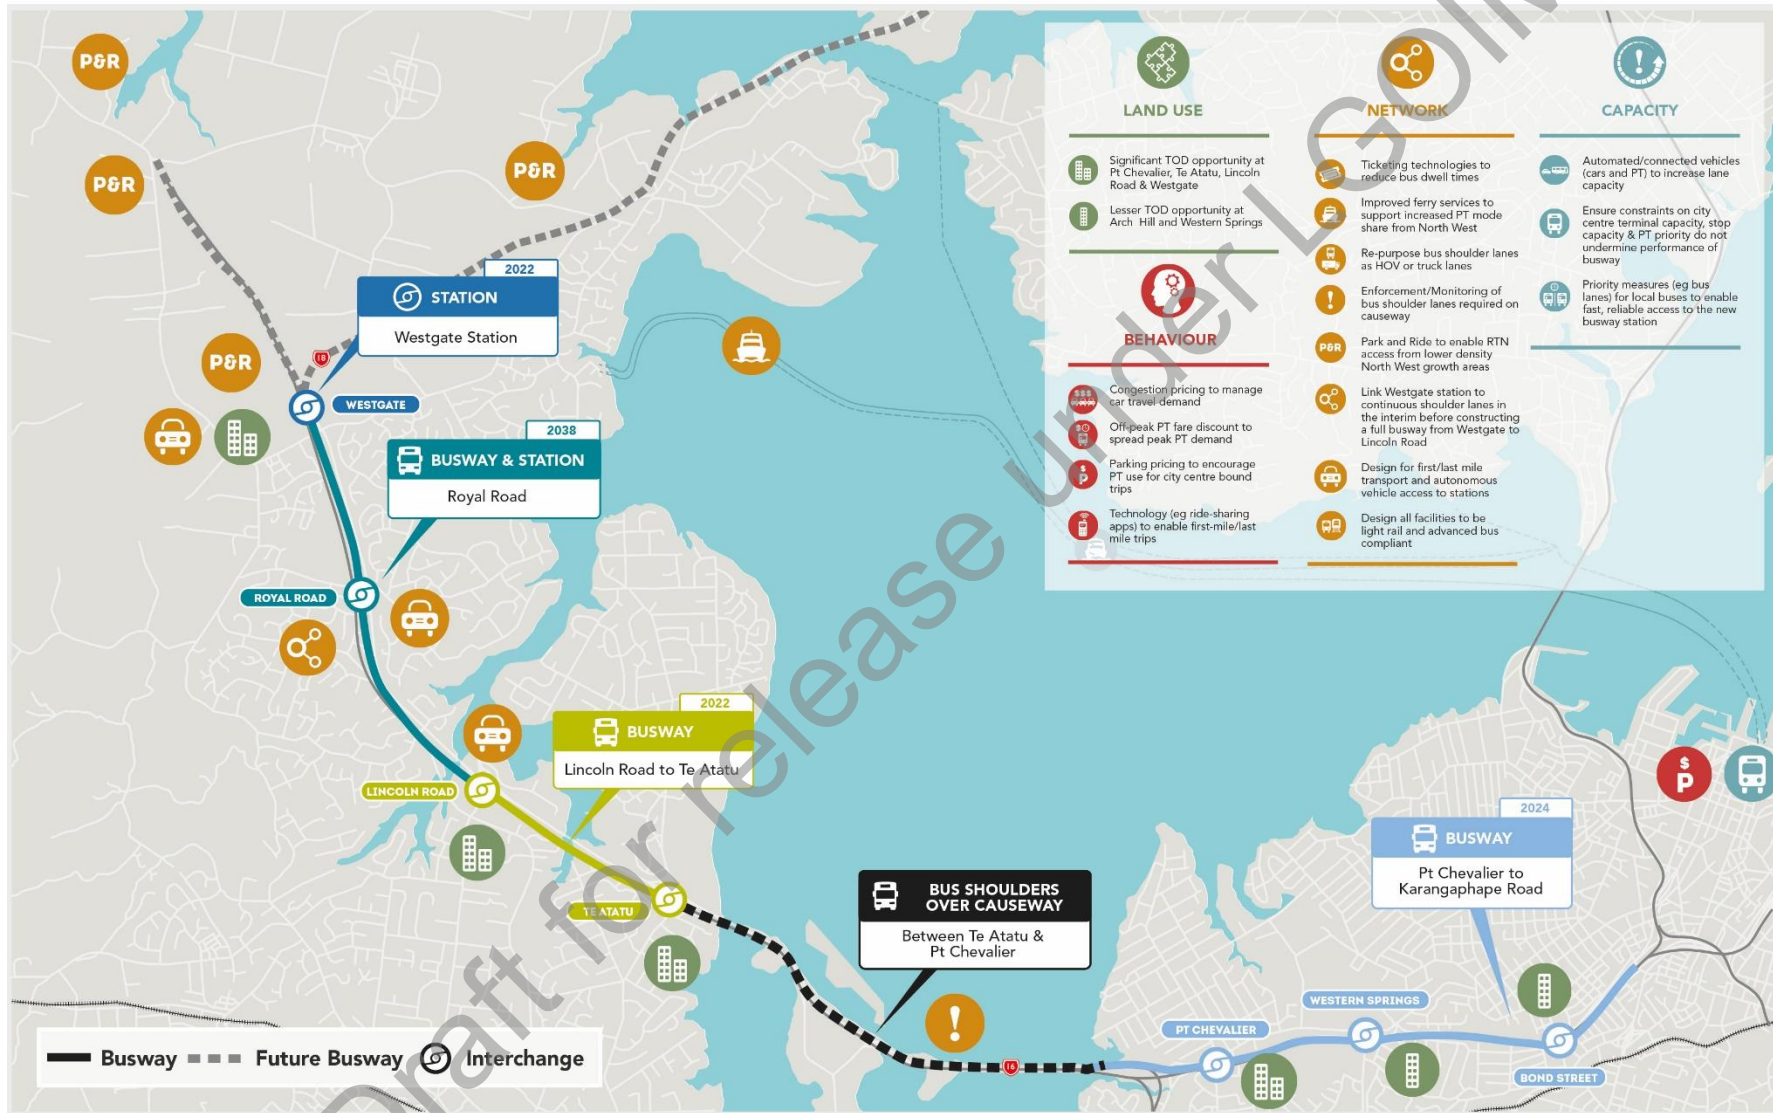 P&R
P&R
P&R
P&R
2022
STATION
Westgate Station
18
WESTGATE
2038
BUSWAY & STATION
Royal Road
ROYAL ROAD
2022
BUSWAY
Lincoln Road to Te Atatu
LINCOLN ROAD
TE ATATU
BUS SHOULDERS
OVER CAUSEWAY
Between Te Atatu &
Pt Chevalier
16
2024
BUSWAY
Pt Chevalier to
Karangaphape Road
PT CHEVALIER
WESTERN SPRINGS
BOND STREET
$
P
LAND USE
Significant TOD opportunity at
Pt Chevalier, Te Atatu, Lincoln
Road & Westgate
Lesser TOD opportunity at
Arch Hill and Western Springs
BEHAVIOUR
$$$
Congestion pricing to manage
car travel demand
Off-peak PT fare discount to
spread peak PT demand
$
P
Parking pricing to encourage
PT use for city centre bound
trips
Technology (eg ride-sharing
apps) to enable first-mile/last
mile trips
NETWORK
Ticketing technologies to
reduce bus dwell times
Improved ferry services to
support increased PT mode
share from North West
Re-purpose bus shoulder lanes
as HOV or truck lanes
Enforcement/Monitoring of
bus shoulder lanes required on
causeway
P&R
Park and Ride to enable RTN
access from lower density
North West growth areas
Link Westgate station to
continuous shoulder lanes in
the interim before constructing
a full busway from Westgate to
Lincoln Road
Design for first/last mile
transport and autonomous
vehicle access to stations
Design all facilities to be
light rail and advanced bus
compliant
CAPACITY
Automated/connected vehicles
(cars and PT) to increase lane
capacity
Ensure constraints on city
centre terminal capacity, stop
capacity & PT priority do not
undermine performance of
busway
Priority measures (eg bus
lanes) for local buses to enable
fast, reliable access to the new
busway station
Busway
Future Busway
Interchange
Draft for release under LGOIM